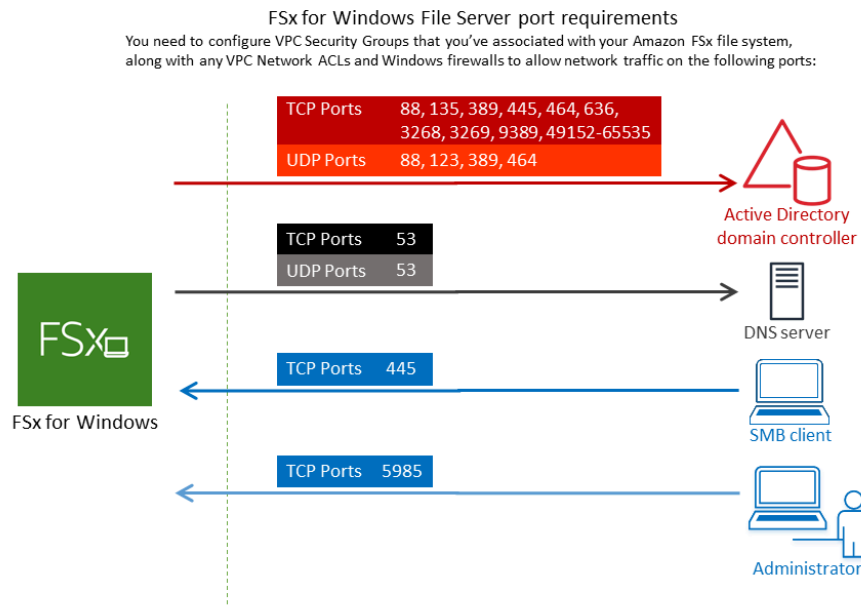 FSx for Windows File Server port requirements
You need to configure VPC Security Groups that you've associated with your Amazon FSx file system,
along with any VPC Network ACLs and Windows firewalls to allow network traffic on the following ports:
TCP Ports 88, 135, 389, 445, 464, 636,
3268, 3269, 9389, 49152-65535
UDP Ports 88, 123, 389, 464
Active Directory
domain controller
TCP Ports 53
UDP Ports 53
DNS server
FSx
FSx for Windows
TCP Ports 445
SMB client
TCP Ports 5985
Administrator